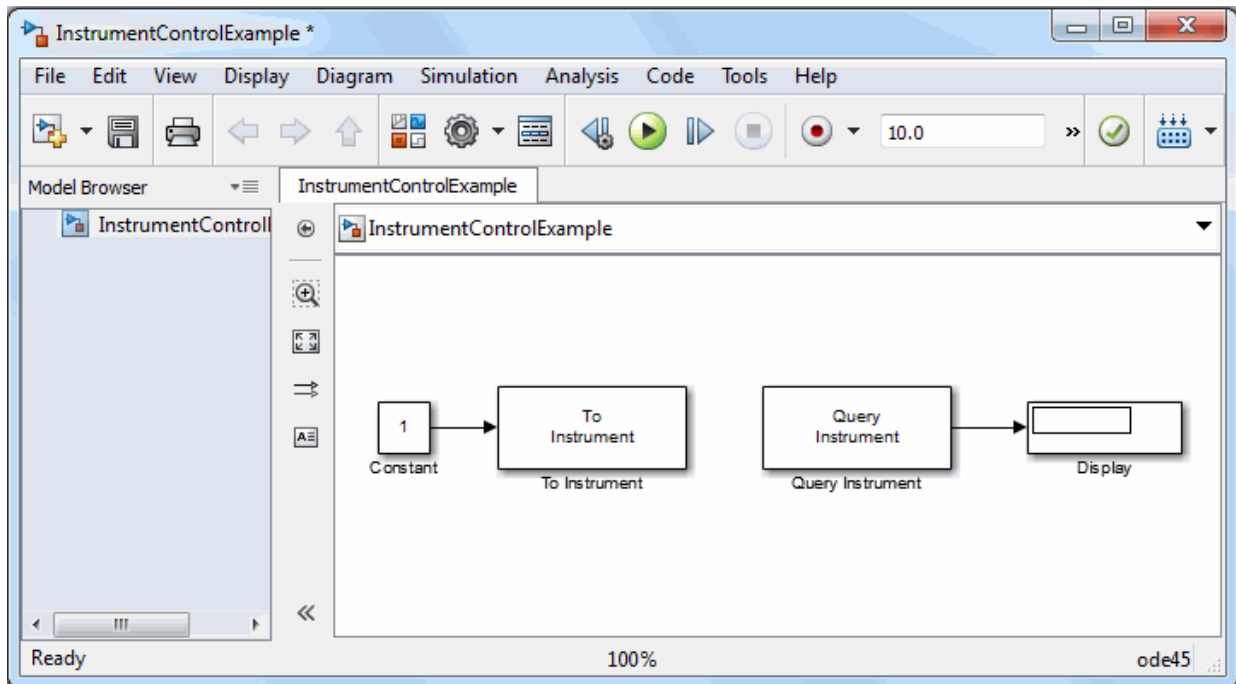 InstrumentControlExample *
File Edit View Display Diagram Simulation Analysis Code Tools Help
10.0
»
Model Browser
InstrumentControlExample
InstrumentControll
InstrumentControlExample
A
1
Constant
To
Instrument
To Instrument
Query
Instrument
Query Instrument
Display
Ready
100%
ode45